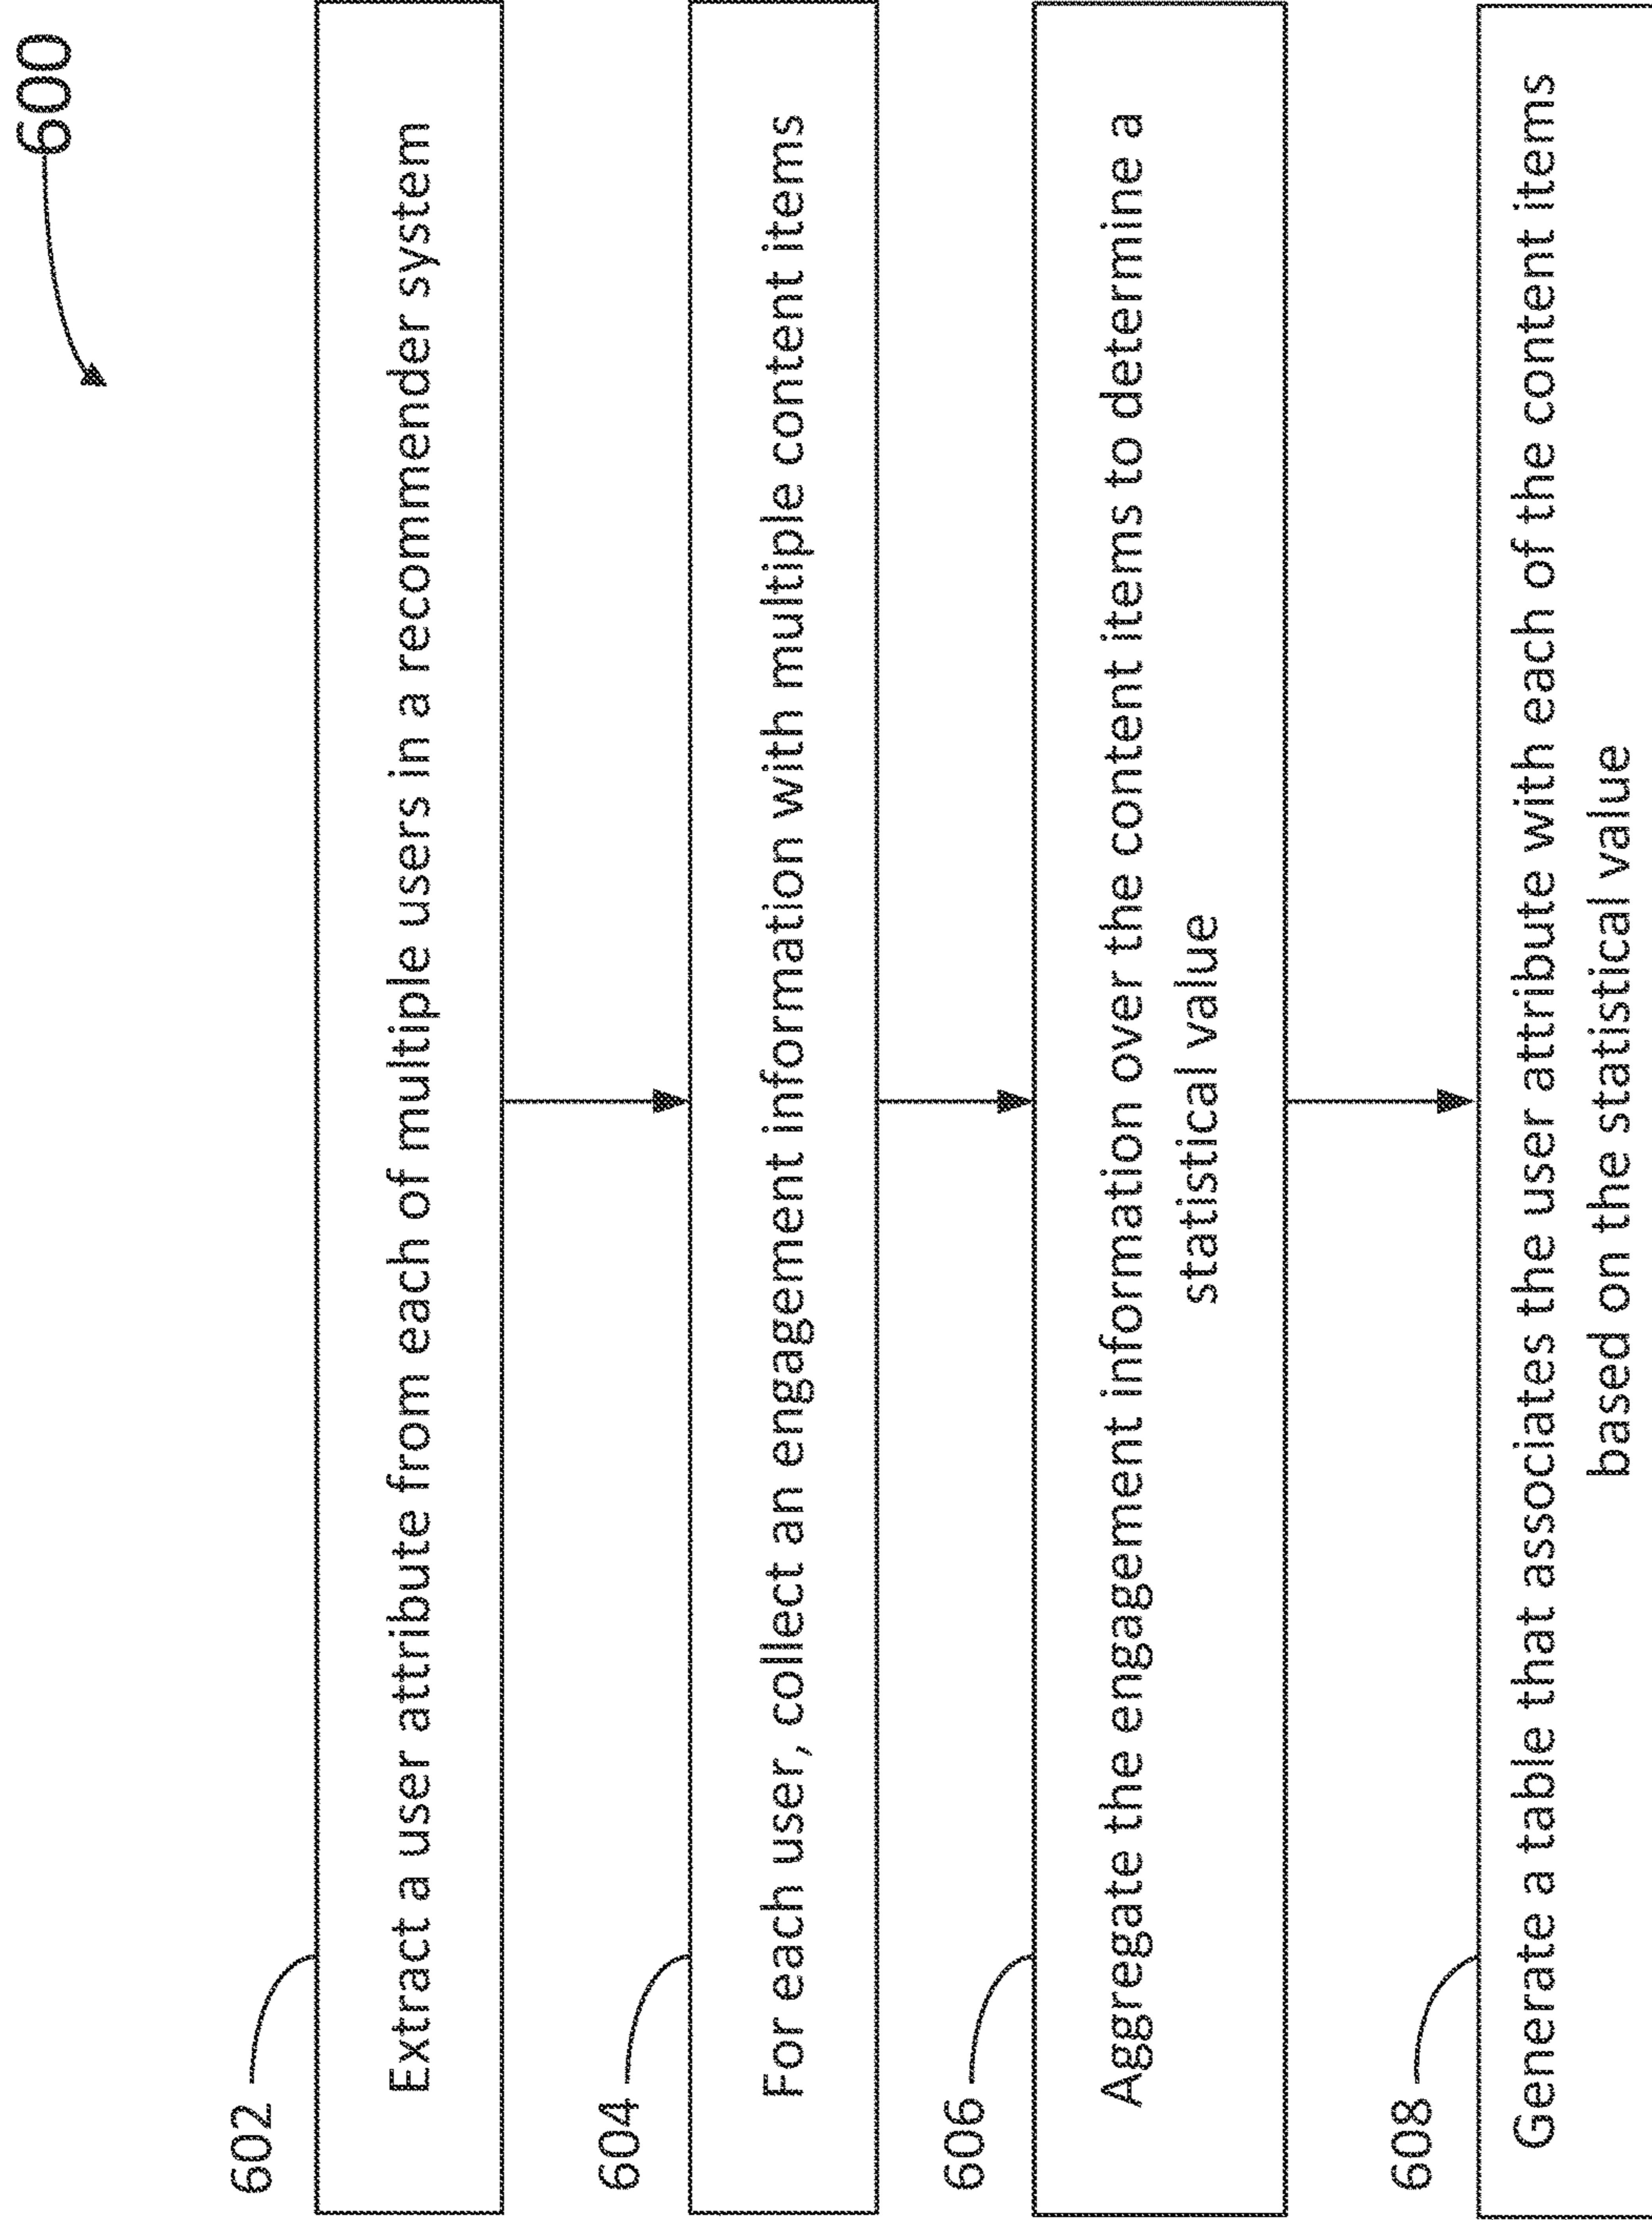 600
602
Extract a user attribute from each of multiple users in a recommender system
604
For each user, collect an engagement information with multiple content items
606
Aggregate the engagement information over the content items to determine a
statistical value
608
Generate a table that associates the user attribute with each of the content items
based on the statistical value